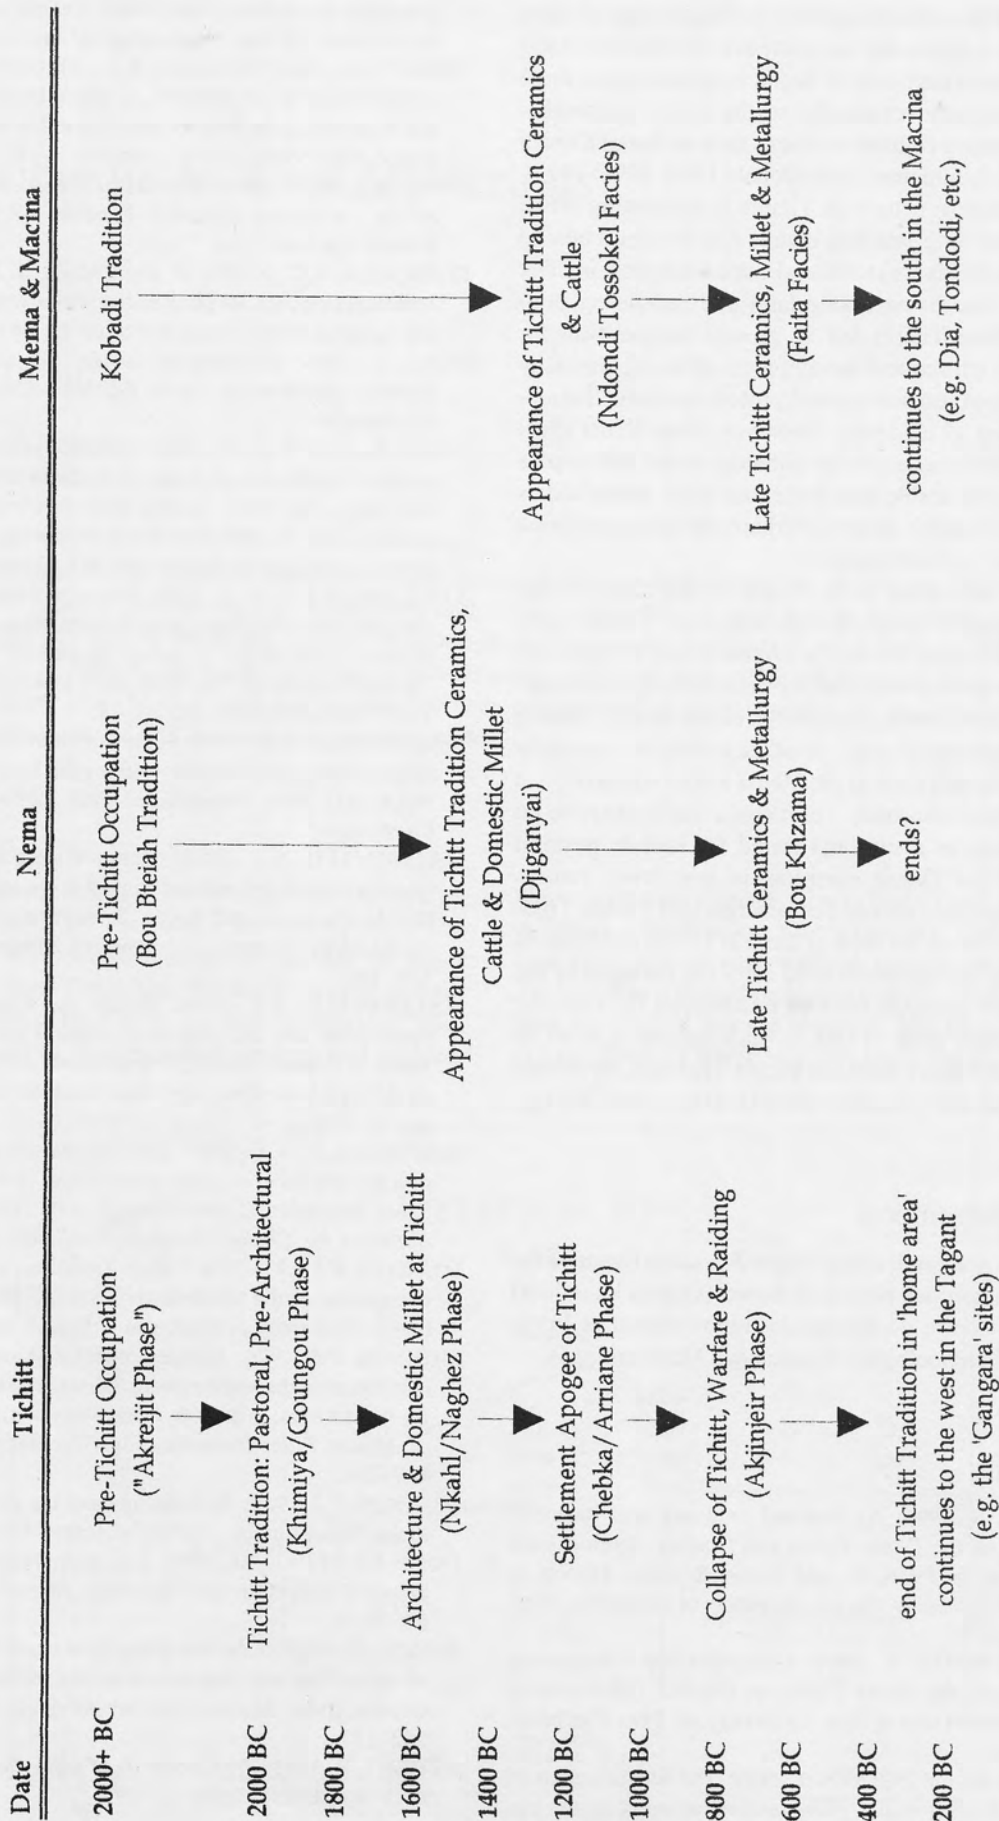 Date Tichitt Nema Mema & Macina
2000+ BC Pre-Tichitt Occupation Pre-Tichitt Occupation Kobadi Tradition
("Akreijit Phase") (Bou Bteiah Tradition)
2000 BC Tichitt Tradition: Pastoral, Pre-Architectural
(Khimiya/Goungou Phase)
1800 BC
1600 BC Architecture & Domestic Millet at Tichitt
(Nkahl/Naghez Phase) Appearance of Tichitt Tradition Ceramics,
1400 BC Cattle & Domestic Millet
(Djiganyai) Appearance of Tichitt Tradition Ceramics
1200 BC Settlement Apogee of Tichitt & Cattle
(Chebka/Arriane Phase) (Ndondi Tossokel Facies)
1000 BC
800 BC Collapse of Tichitt, Warfare & Raiding
(Akjinjeir Phase) Late Tichitt Ceramics & Metallurgy Late Tichitt Ceramics, Millet & Metallurgy
600 BC (Bou Khzama) (Faita Facies)
400 BC
end of Tichitt Tradition in 'home area' ends? continues to the south in the Macina
200 BC continues to the west in the Tagant (e.g. Dia, Tondodi, etc.)
(e.g. the 'Gangara' sites)